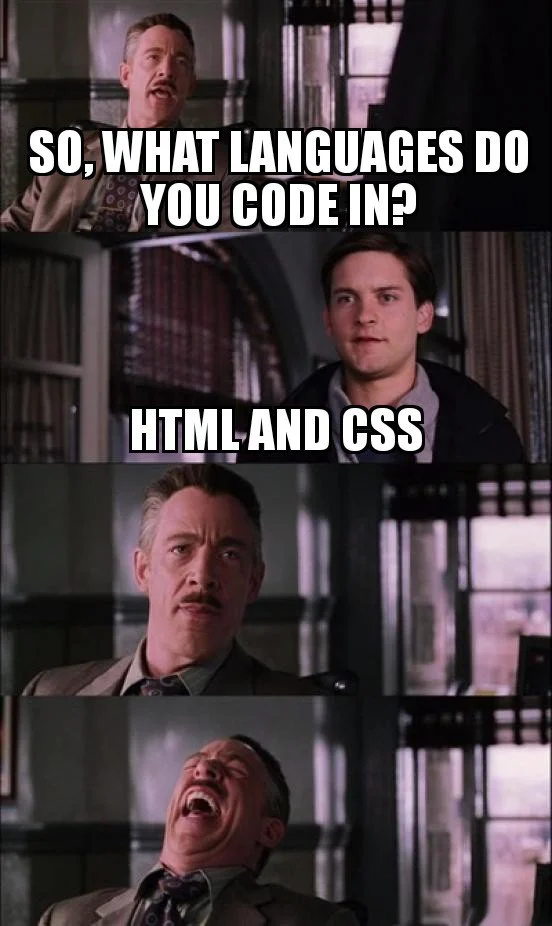 SO, WHAT LANGUAGES DO
YOU CODE IN?
HTML AND CSS